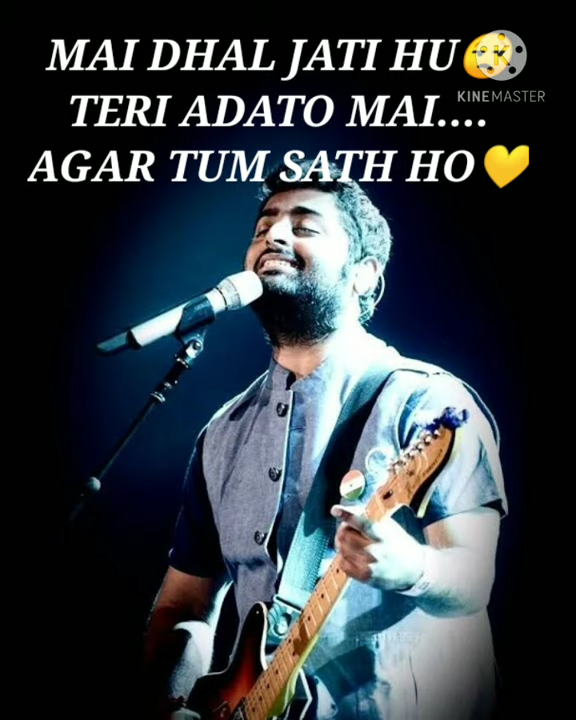 MAI DHAL JATI HU🥺
KINEMASTER
TERI ADATO MAI....
AGAR TUM SATH HO💛